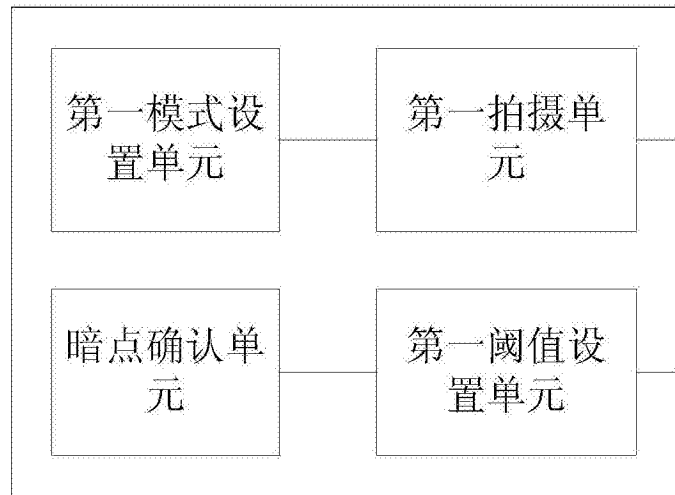 第一模式设
置单元
第一拍摄单
元
暗点确认单
元
第一阈值设
置单元